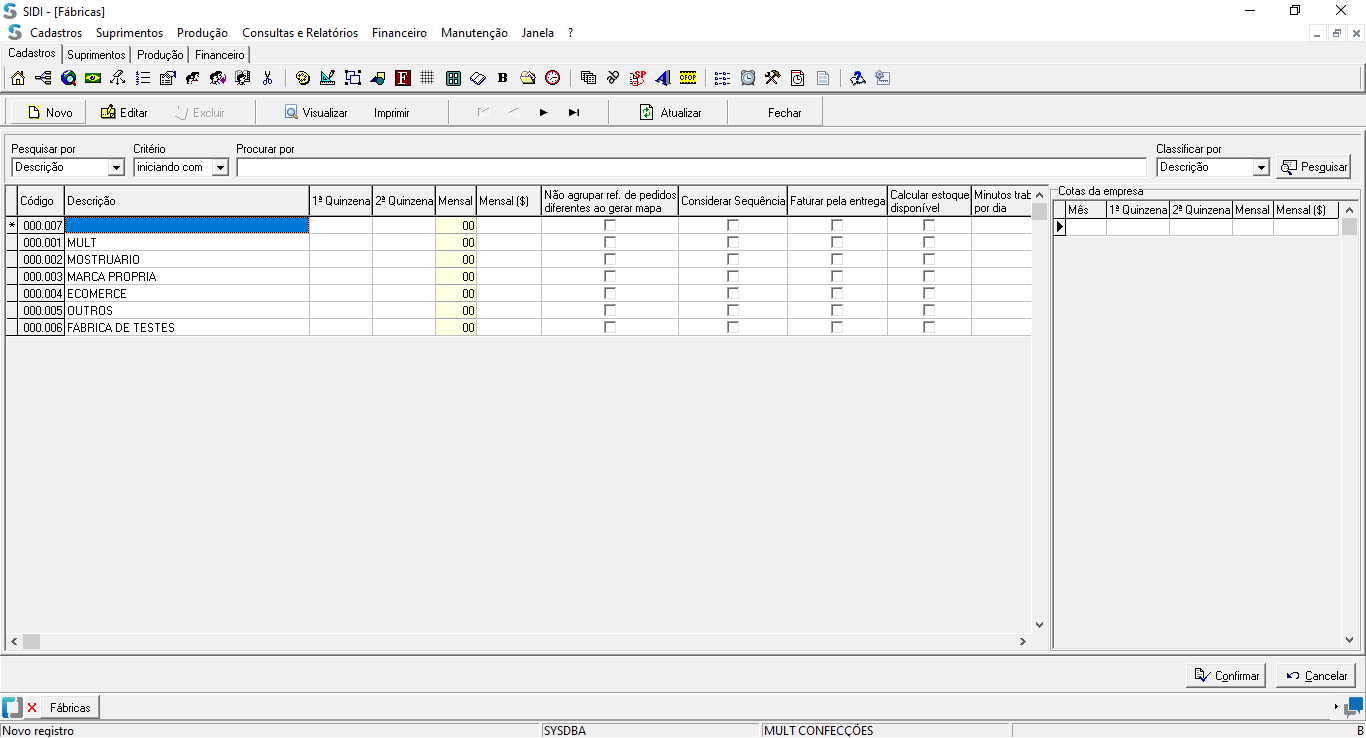 SIDI - [Fábricas]
Cadastros Suprimentos Produção Consultas e Relatórios Financeiro Manutenção Janela ?
Cadastros Suprimentos Produção Financeiro
F B SP CFOP
Novo Editar Excluir Visualizar Imprimir Atualizar Fechar
Pesquisar por Critério Procurar por Classificar por
Descrição iniciando com Descrição Pesquisar
Cotas da empresa
Código Descrição 1ª Quinzena 2ª Quinzena Mensal Mensal ($) Não agrupar ref. de pedidos diferentes ao gerar mapa Considerar Sequência Faturar pela entrega Calcular estoque disponível Minutos trab por dia
Mês 1ª Quinzena 2ª Quinzena Mensal Mensal ($)
* 000.007 00
000.001 MULT 00
000.002 MOSTRUARIO 00
000.003 MARCA PROPRIA 00
000.004 ECOMERCE 00
000.005 OUTROS 00
000.006 FABRICA DE TESTES 00
Confirmar Cancelar
Fábricas
Novo registro SYSDBA MULT CONFECÇÕES B